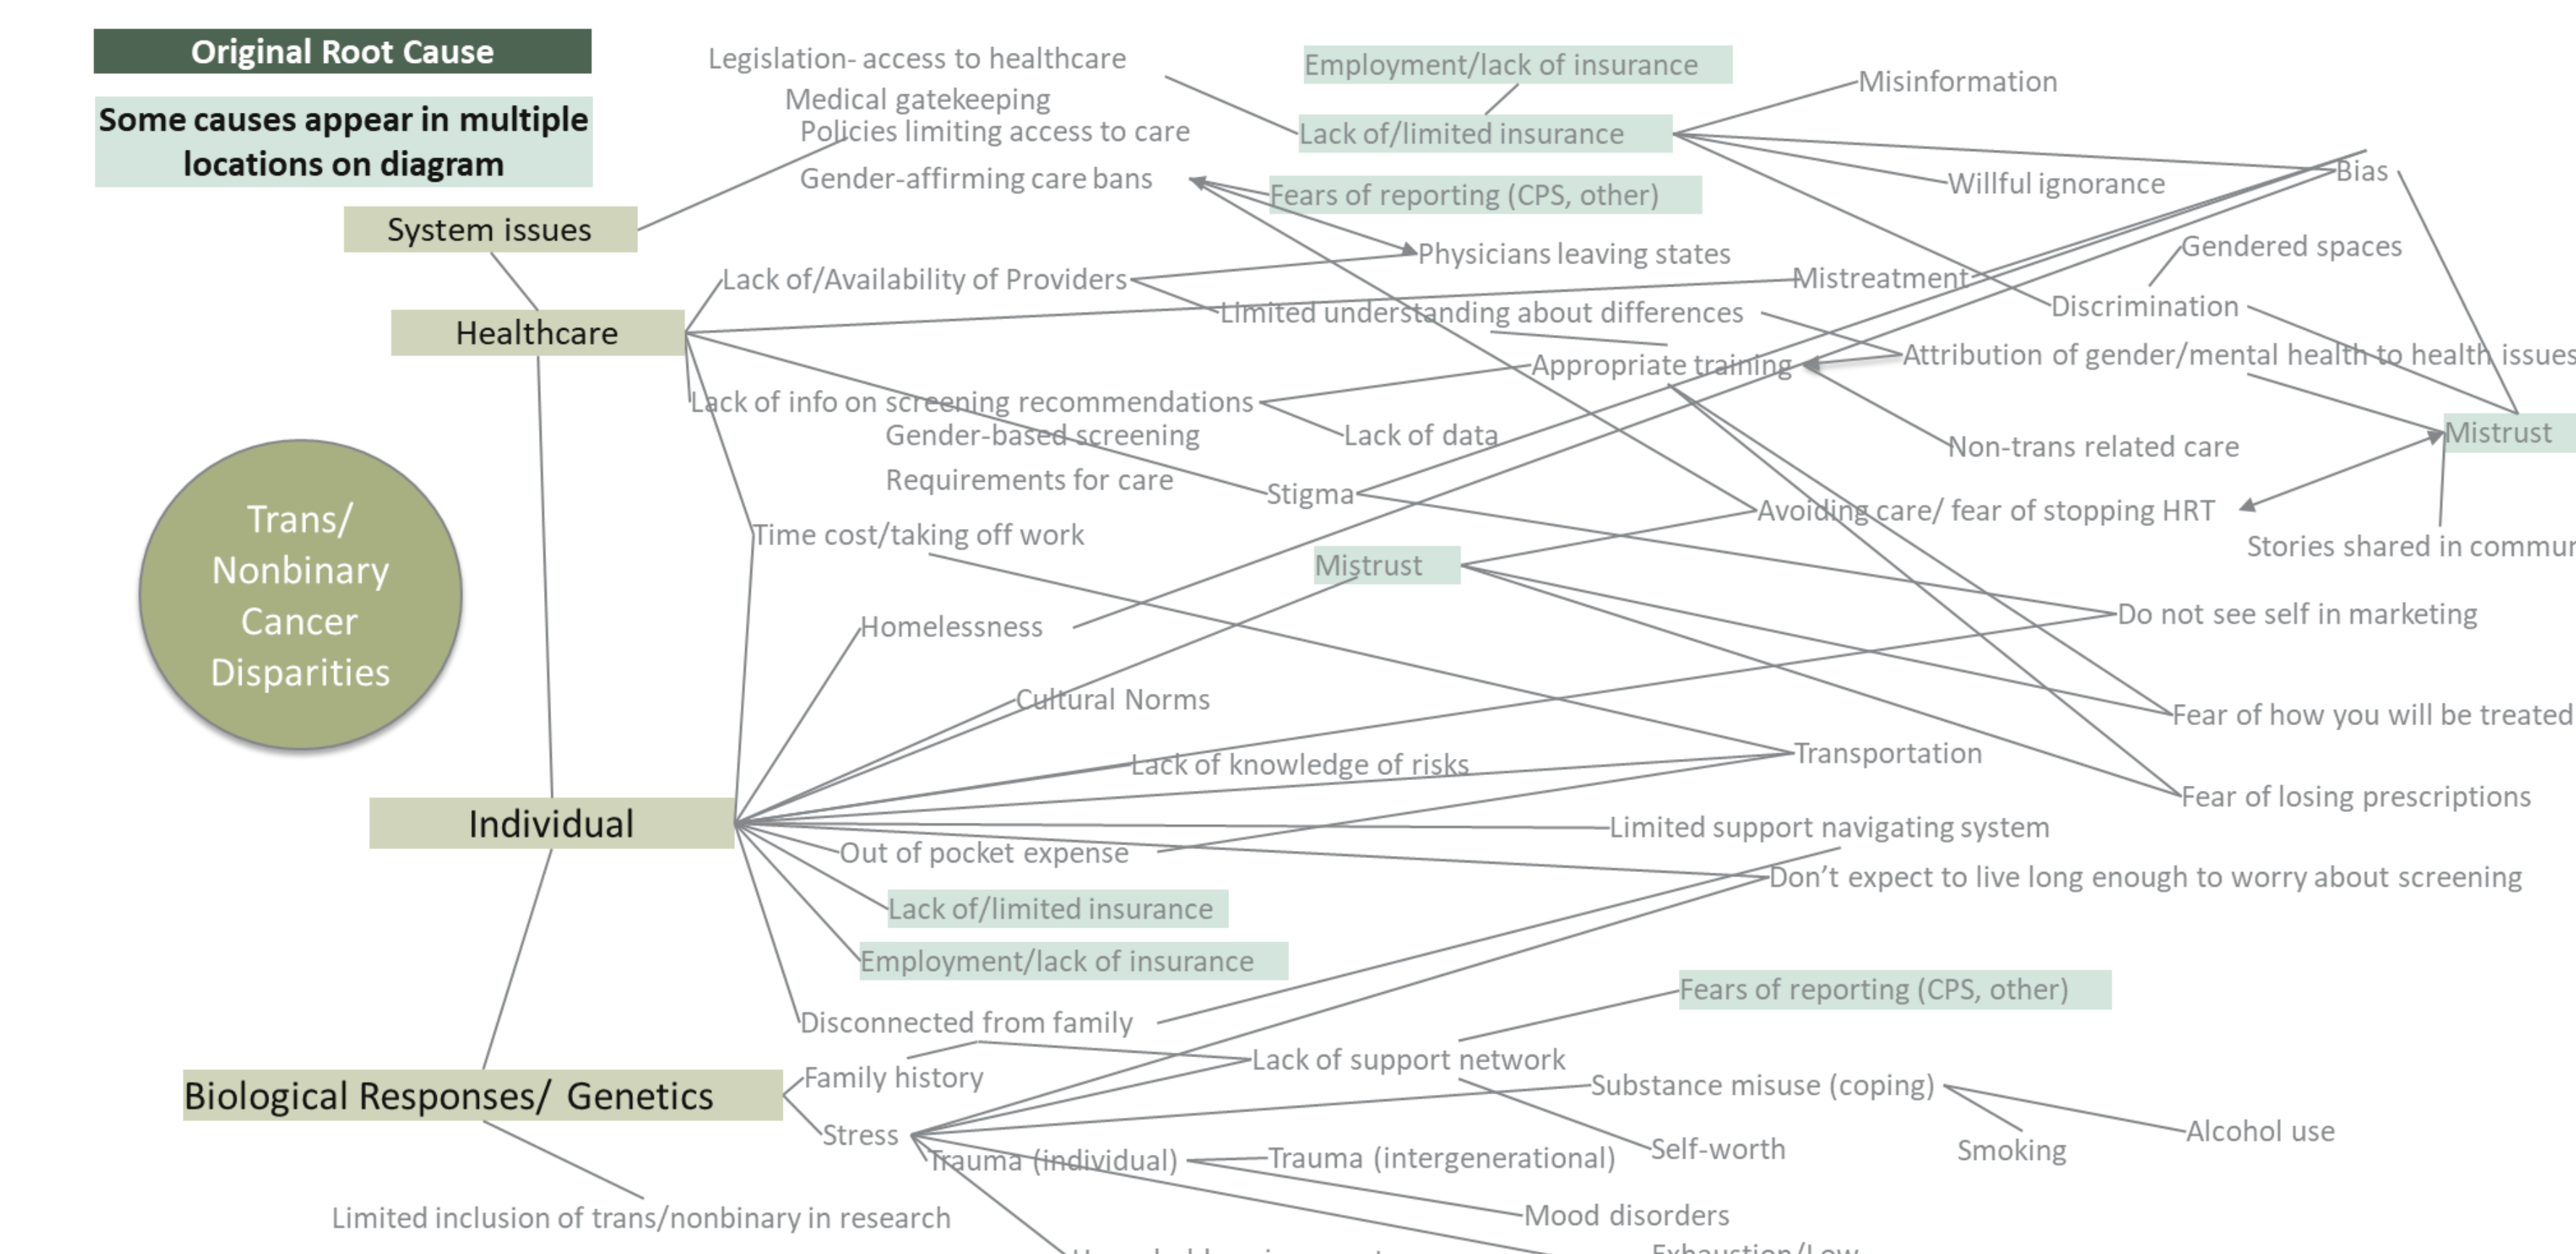 Original Root Cause
Some causes appear in multiple
locations on diagram
Legislation- access to healthcare
Medical gatekeeping
Policies limiting access to care
Gender-affirming care bans
Employment/lack of insurance
Lack of/limited insurance
Fears of reporting (CPS, other)
Misinformation
Willful ignorance
Bias
System issues
Physicians leaving states
Gendered spaces
Lack of/Availability of Providers
Mistreatment
Discrimination
Limited understanding about differences
Healthcare
Appropriate training
Attribution of gender/mental health to health issues
Lack of info on screening recommendations
Gender-based screening
Requirements for care
Lack of data
Non-trans related care
Mistrust
Stigma
Avoiding care/ fear of stopping HRT
Time cost/taking off work
Stories shared in
Mistrust
Trans/
Nonbinary
Cancer
Disparities
Homelessness
Do not see self in marketing
Cultural Norms
Fear of how you will be treated
Lack of knowledge of risks
Transportation
Fear of losing prescriptions
Individual
Limited support navigating system
Out of pocket expense
Don't expect to live long enough to worry about screening
Lack of/limited insurance
Employment/lack of insurance
Fears of reporting (CPS, other)
Disconnected from family
Lack of support network
Family history
Biological Responses/ Genetics
Substance misuse (coping)
Stress
Alcohol use
Smoking
Self-worth
Trauma (individual)
Trauma (intergenerational)
Mood disorders
Limited inclusion of trans/nonbinary in research